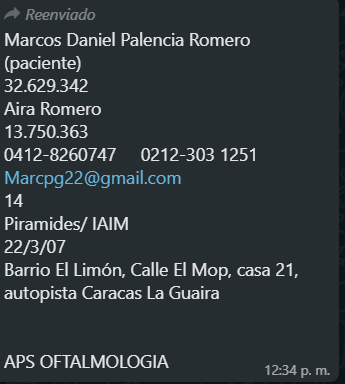 Reenviado
Marcos Daniel Palencia Romero
(paciente)
32.629.342
Aira Romero
13.750.363
0412-8260747 0212-303 1251
Marcpg22@gmail.com
14
Piramides/ IAIM
22/3/07
Barrio El Limón, Calle El Mop, casa 21,
autopista Caracas La Guaira
APS OFTALMOLOGIA
12:34 p. m.